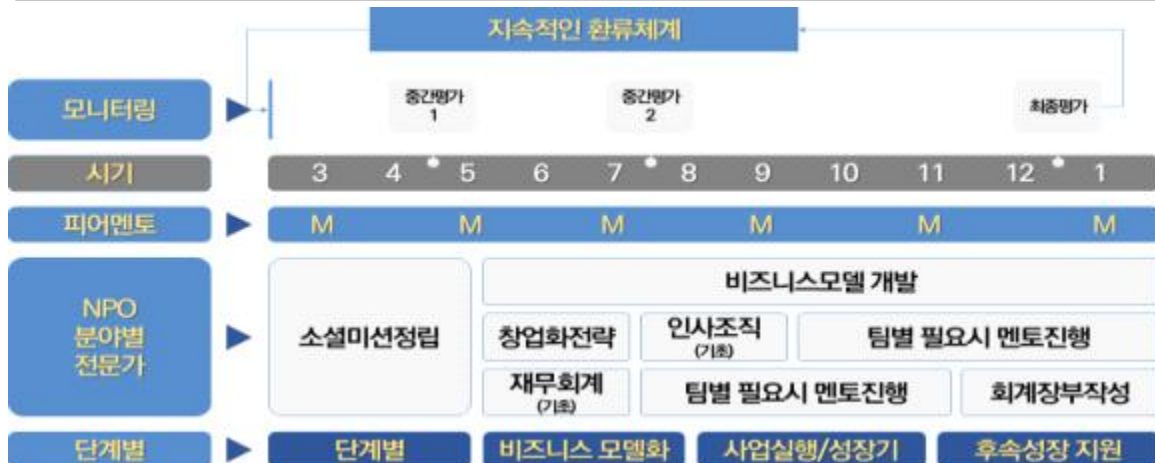 지속적인 환류체계
모니터링
중간평가
1
중간평가
2
최종평가
시기 3 4 5 6 7 8 9 10 11 12 1
피어멘토 M M M M M M
NPO
분야별
전문가
소셜미션정립
비즈니스모델 개발
창업화전략
인사조직
(기초)
팀별 필요시 멘토진행
재무회계
(기초)
팀별 필요시 멘토진행
회계장부작성
단계별 단계별 비즈니스 모델화 사업실행/성장기 후속성장 지원